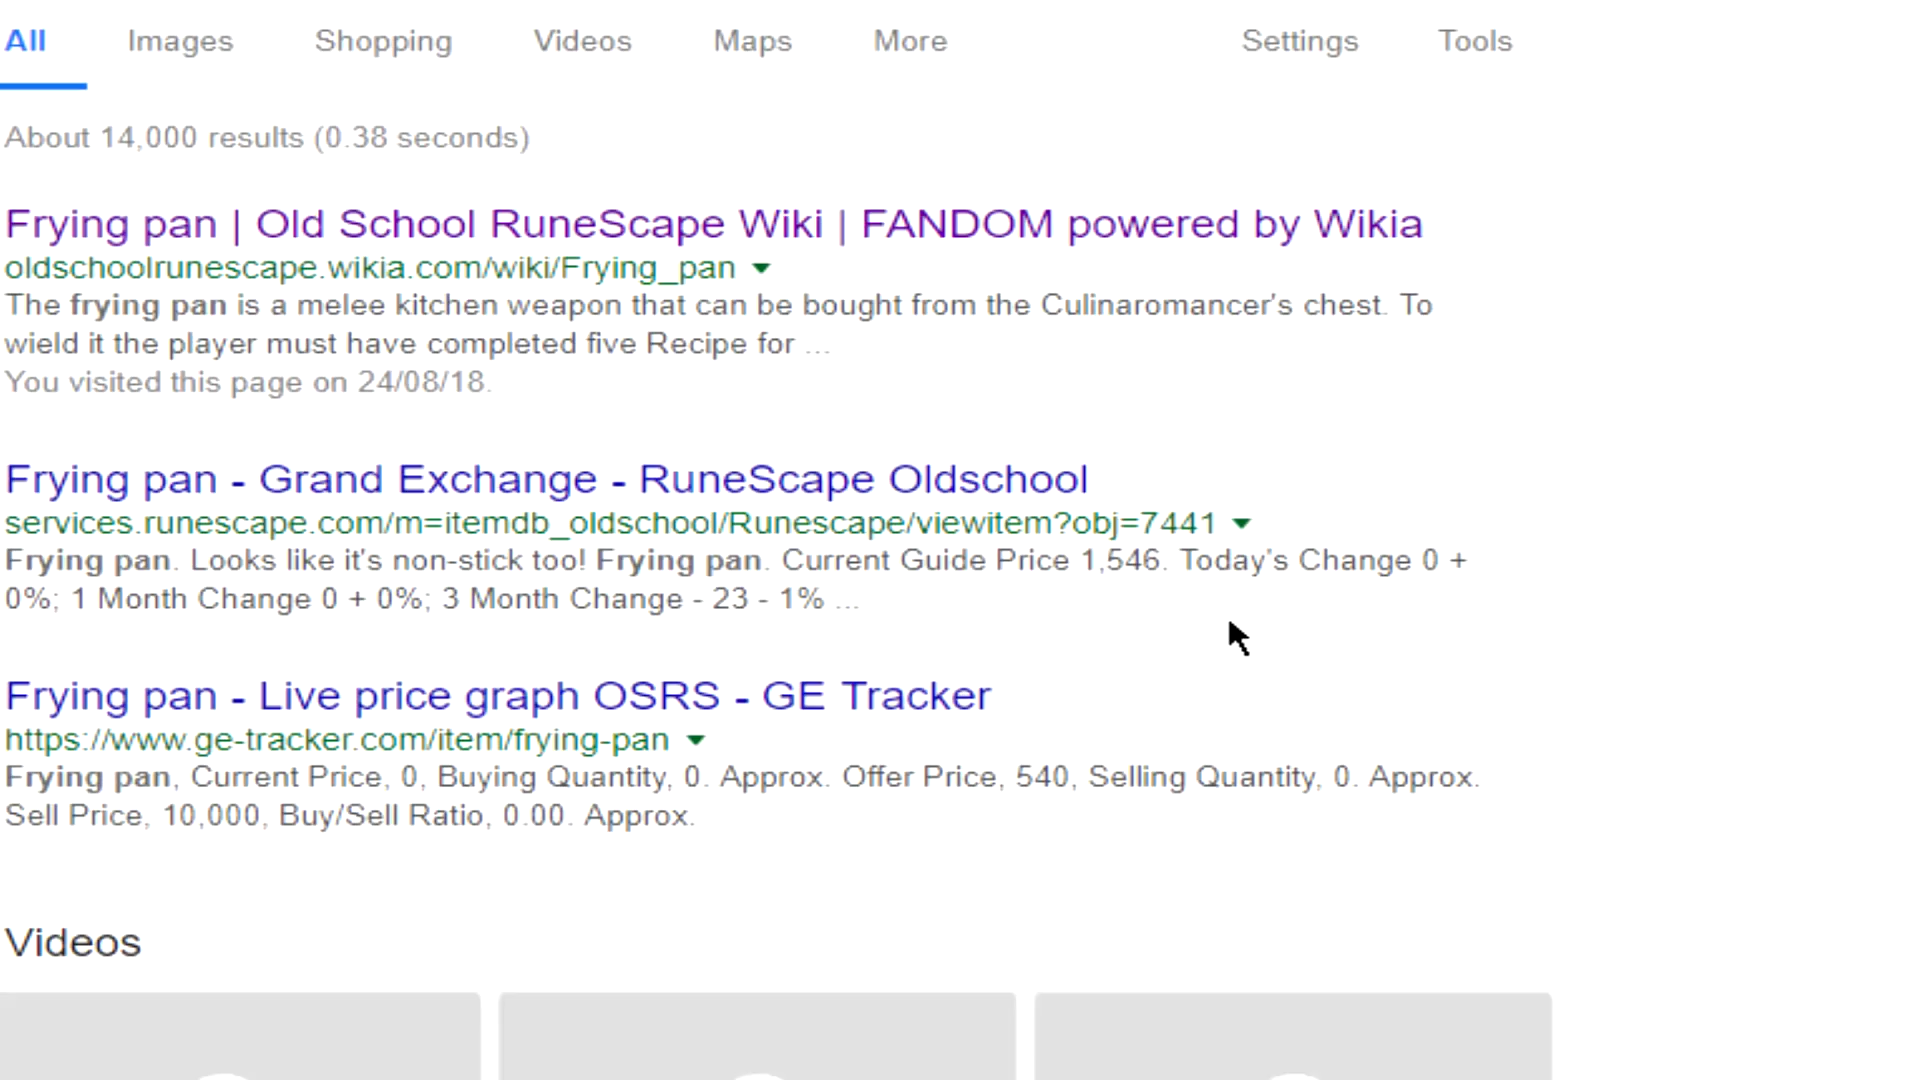 All Images Shopping Videos Maps More Settings Tools
About 14,000 results (0.38 seconds)
Frying pan | Old School RuneScape Wiki | FANDOM powered by Wikia
oldschoolrunescape.wikia.com/wiki/Frying_pan
The frying pan is a melee kitchen weapon that can be bought from the Culinaromancer's chest. To
wield it the player must have completed five Recipe for ...
You visited this page on 24/08/18.
Frying pan - Grand Exchange - RuneScape Oldschool
services.runescape.com/m=itemdb_oldschool/Runescape/viewitem?obj=7441
Frying pan. Looks like it's non-stick too! Frying pan. Current Guide Price 1,546. Today's Change 0 +
0%; 1 Month Change 0 + 0%; 3 Month Change - 23 - 1% ...
Frying pan - Live price graph OSRS - GE Tracker
https://www.ge-tracker.com/item/frying-pan
Frying pan, Current Price, 0, Buying Quantity, 0. Approx. Offer Price, 540, Selling Quantity, 0. Approx.
Sell Price, 10,000, Buy/Sell Ratio, 0.00. Approx.
Videos